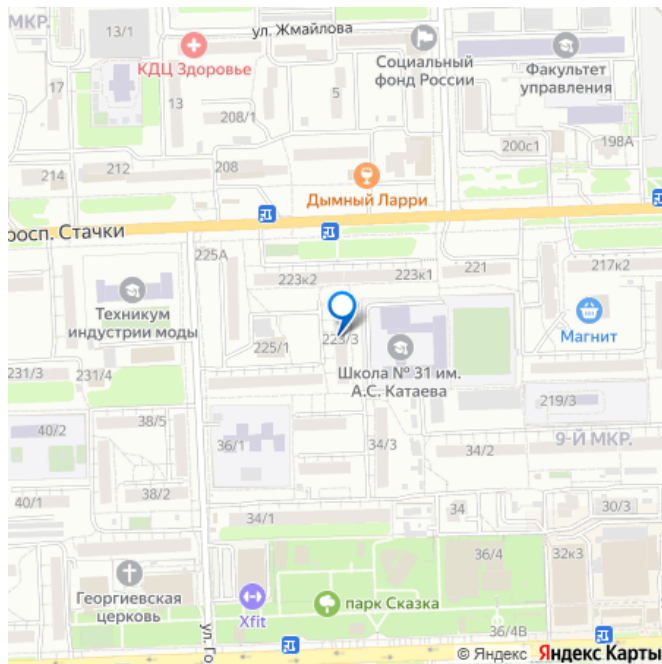 МКР.
13/1
ул. Жмайлова
КДЦ Здоровье
Социальный
фонд России
Факультет
управления
17
13
5
208/1
200с1
198А
214
212
208
Дымный Ларри
просп. Стачки
225А
223к2
223к1
221
217к2
Техникум
индустрии моды
225/1
223/3
Магнит
Школа № 31 им.
А.С. Катаева
231/3
231/4
219/3
40/2
38/5
36/1
34/3
34/2
9-Й МКР.
40/1
38/2
34/1
34
30/3
36/4
32к3
Георгиевская
церковь
Xfit
парк Сказка
ул. Го
36/4В
© Яндекс Яндекс Карты